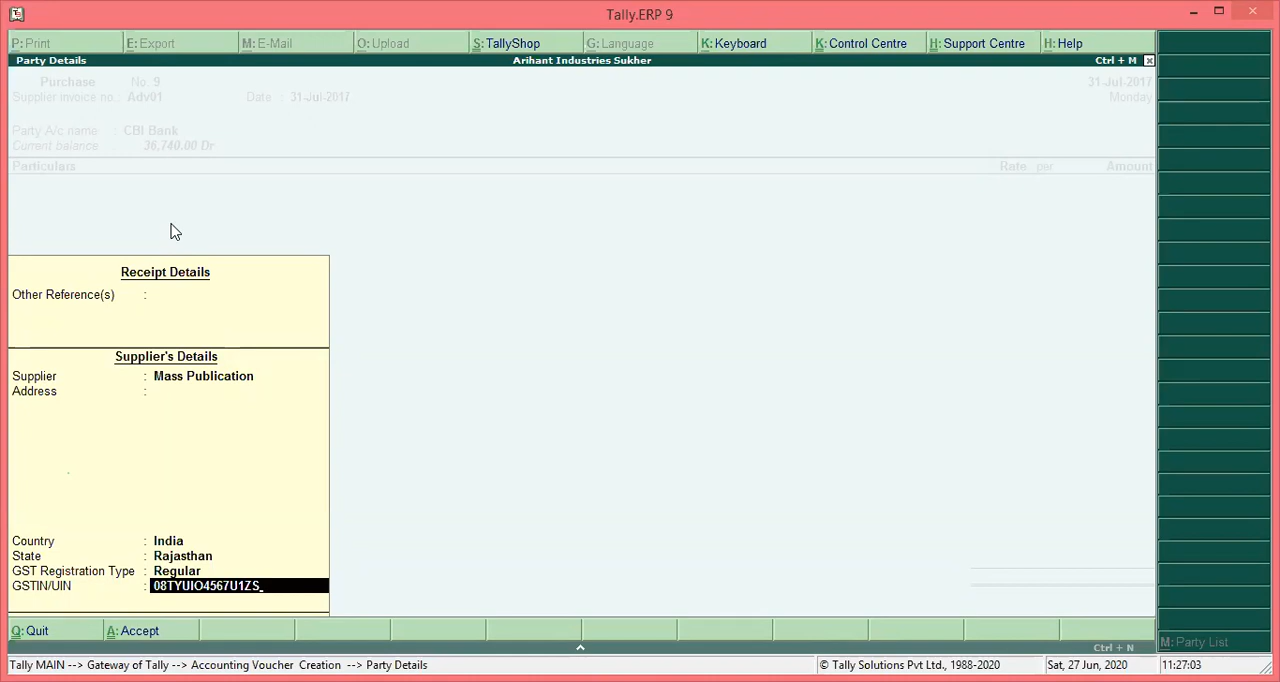 Tally.ERP 9
P: Print E: Export M: E-Mail O: Upload S: TallyShop G: Language K: Keyboard K: Control Centre H: Support Centre H: Help
Party Details Arihant Industries Sukher Ctrl + M
Purchase No. 9 31-Jul-2017
Supplier invoice no.: Adv01 Date : 31-Jul-2017 Monday
Party A/c name : CBI Bank
Current balance : 36,740.00 Dr
Particulars Rate per Amount
Receipt Details
Other Reference(s) :
Supplier's Details
Supplier : Mass Publication
Address :
Country : India
State : Rajasthan
GST Registration Type : Regular
GSTIN/UIN : 08TYUIO4567U1ZS_
Q: Quit A: Accept M: Party List
Ctrl + N
Tally MAIN --> Gateway of Tally --> Accounting Voucher Creation --> Party Details © Tally Solutions Pvt Ltd., 1988-2020 Sat, 27 Jun, 2020 11:27:03